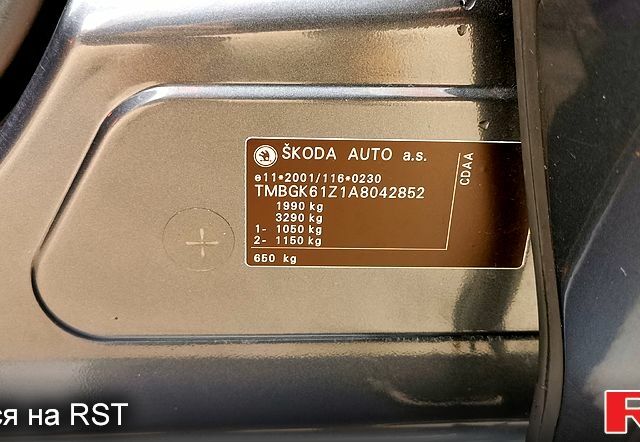 ŠKODA AUTO a.s.
CDAA
e11*2001/116*0230
TMBGK61Z1A8042852
1990 kg
3290 kg
1- 1050 kg
2- 1150 kg
650 kg
ся на RST